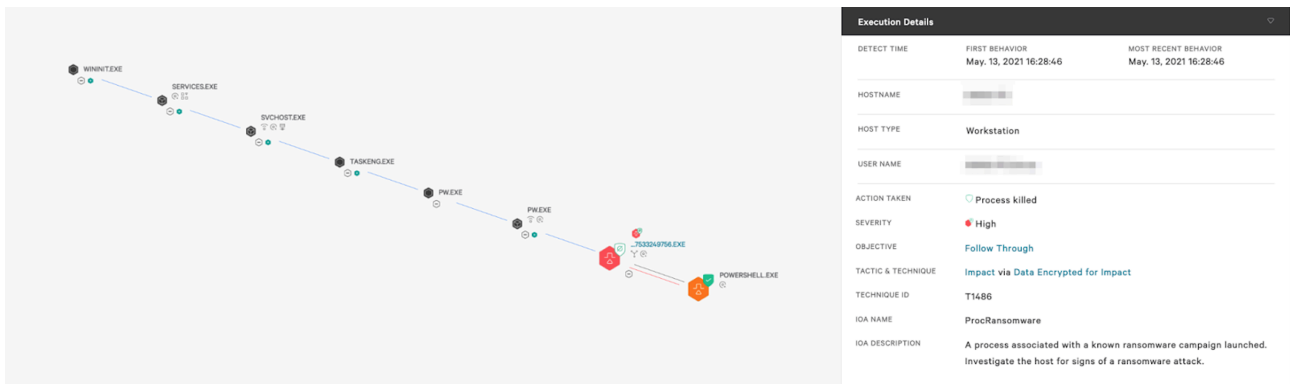 WININIT.EXE
SERVICES.EXE
SVCHOST.EXE
TASKENG.EXE
PW.EXE
PW.EXE
...7533249756.EXE
POWERSHELL.EXE
Execution Details
DETECT TIME
FIRST BEHAVIOR
May. 13, 2021 16:28:46
MOST RECENT BEHAVIOR
May. 13, 2021 16:28:46
HOSTNAME
HOST TYPE
Workstation
USER NAME
ACTION TAKEN
Process killed
SEVERITY
High
OBJECTIVE
Follow Through
TACTIC & TECHNIQUE
Impact via Data Encrypted for Impact
TECHNIQUE ID
T1486
IOA NAME
ProcRansomware
IOA DESCRIPTION
A process associated with a known ransomware campaign launched.
Investigate the host for signs of a ransomware attack.